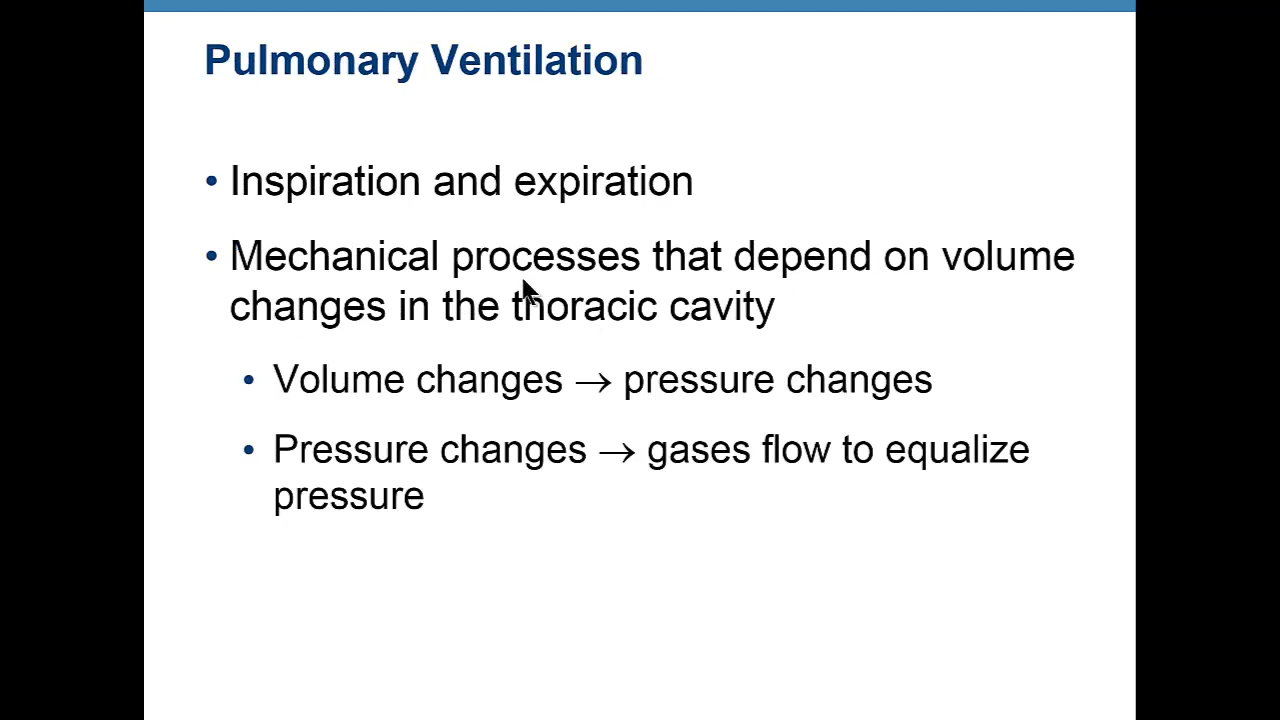 Pulmonary Ventilation
• Inspiration and expiration
• Mechanical processes that depend on volume
changes in the thoracic cavity
• Volume changes → pressure changes
• Pressure changes → gases flow to equalize
pressure